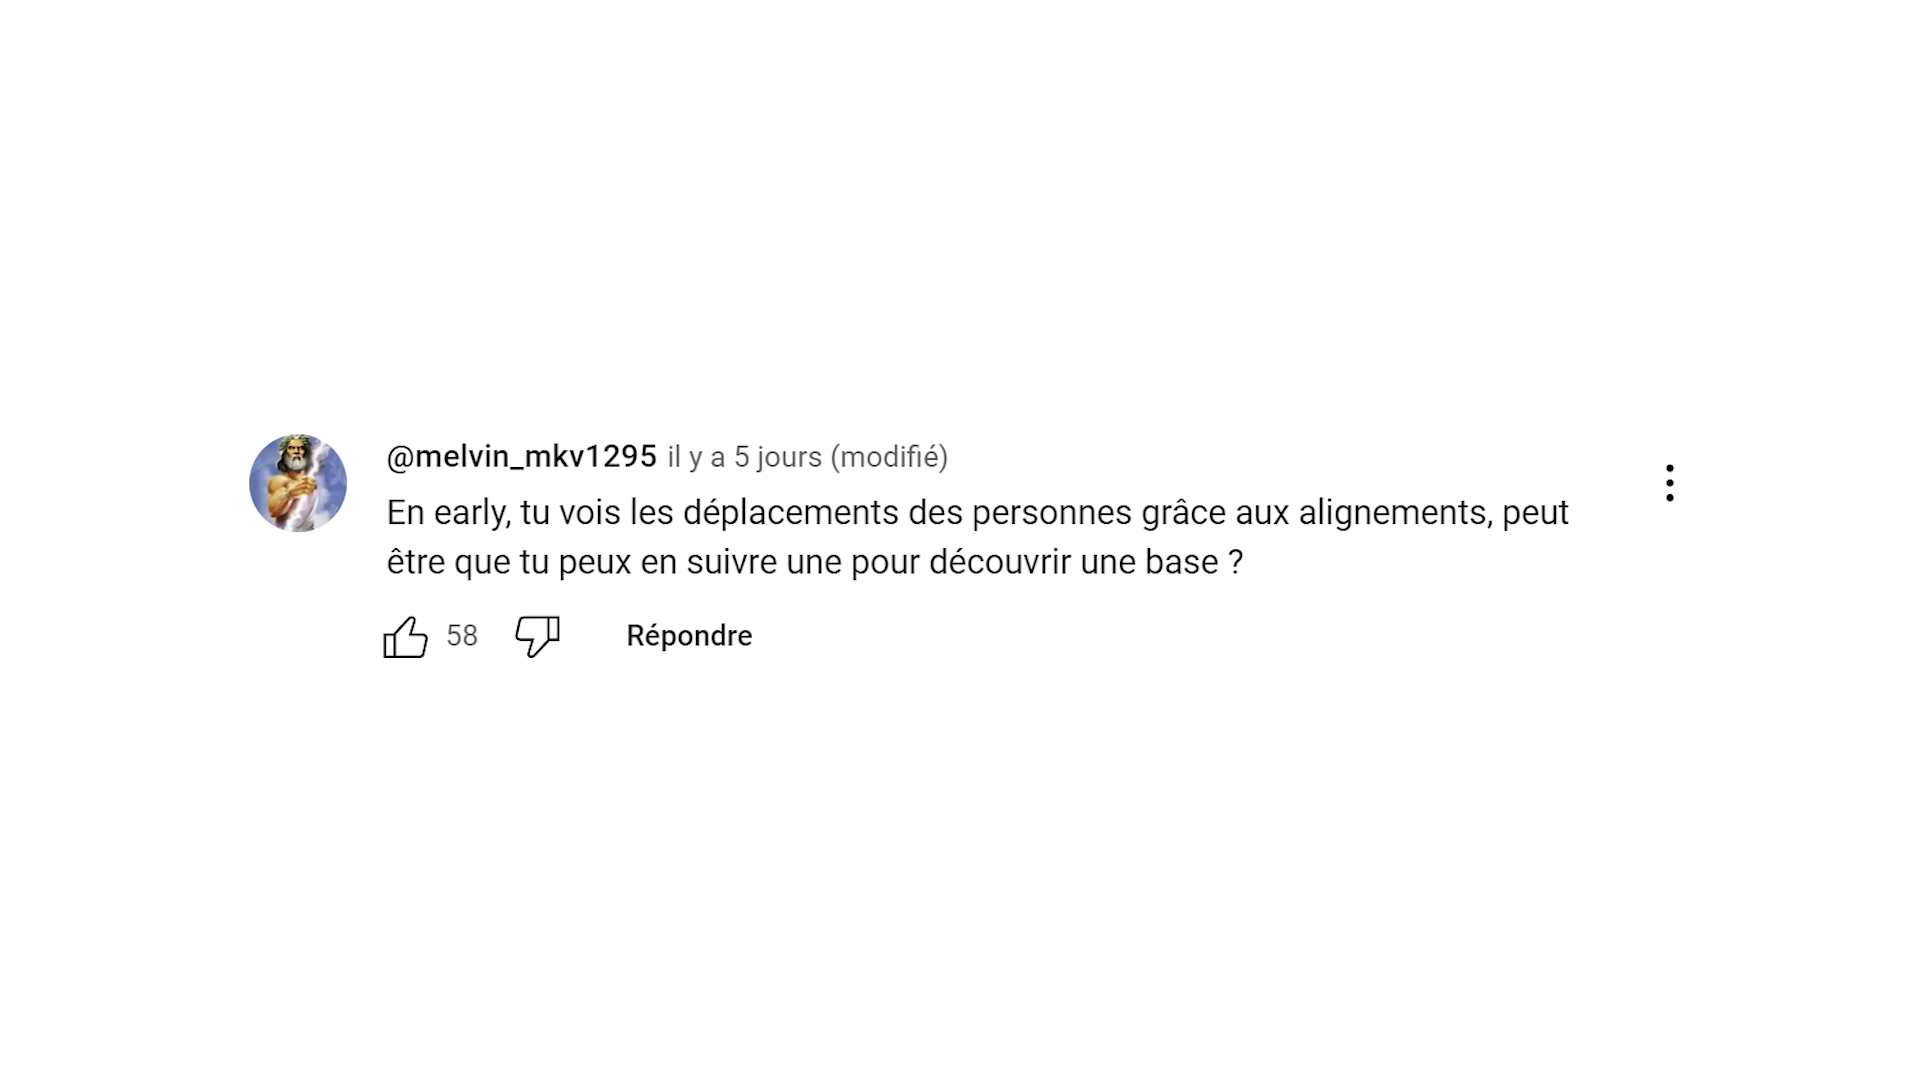 @melvin_mkv1295 il y a 5 jours (modifié)
En early, tu vois les déplacements des personnes grâce aux alignements, peut
être que tu peux en suivre une pour découvrir une base ?
58 Répondre